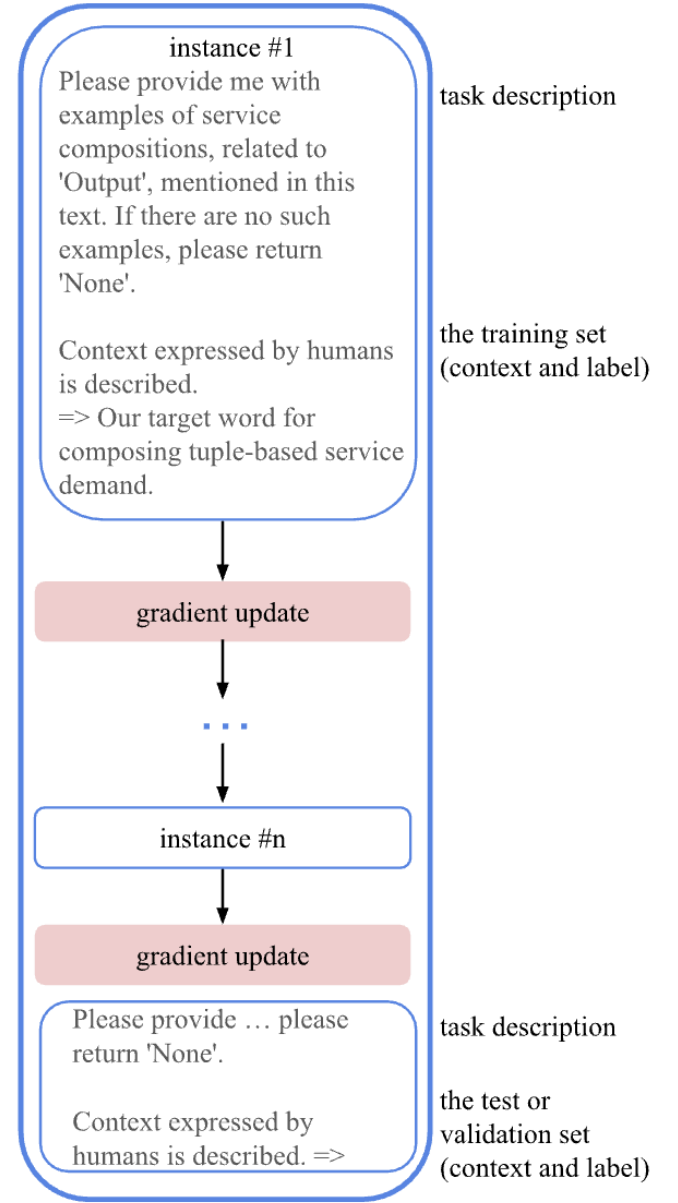 instance #1
Please provide me with
examples of service
compositions, related to
'Output', mentioned in this
text. If there are no such
examples, please return
'None'.
Context expressed by humans
is described.
=> Our target word for
composing tuple-based service
demand.
task description
the training set
(context and label)
gradient update
...
instance #n
gradient update
Please provide … please
return 'None'.
Context expressed by
humans is described. =>
task description
the test or
validation set
(context and label)